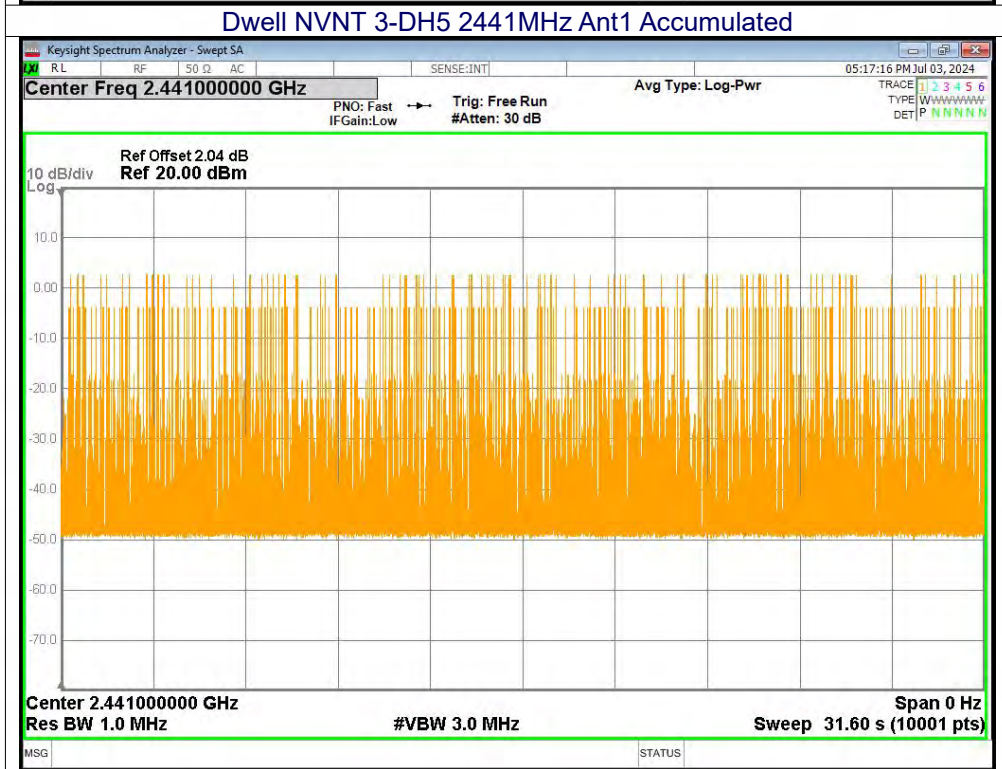 Dwell NVNT 3-DH5 2441MHz Ant1 Accumulated
Keysight Spectrum Analyzer - Swept SA
LXI RL RF 50 Ω AC SENSE:INT 05:17:16 PM Jul 03, 2024
Center Freq 2.441000000 GHz
PNO: Fast
IFGain:Low
Trig: Free Run
#Atten: 30 dB
Avg Type: Log-Pwr
TRACE 1 2 3 4 5 6
TYPE WWWWWWW
DET P N N N N N
Ref Offset 2.04 dB
10 dB/div Ref 20.00 dBm
Log
10.0
0.00
-10.0
-20.0
-30.0
-40.0
-50.0
-60.0
-70.0
Center 2.441000000 GHz Span 0 Hz
Res BW 1.0 MHz #VBW 3.0 MHz Sweep 31.60 s (10001 pts)
MSG STATUS